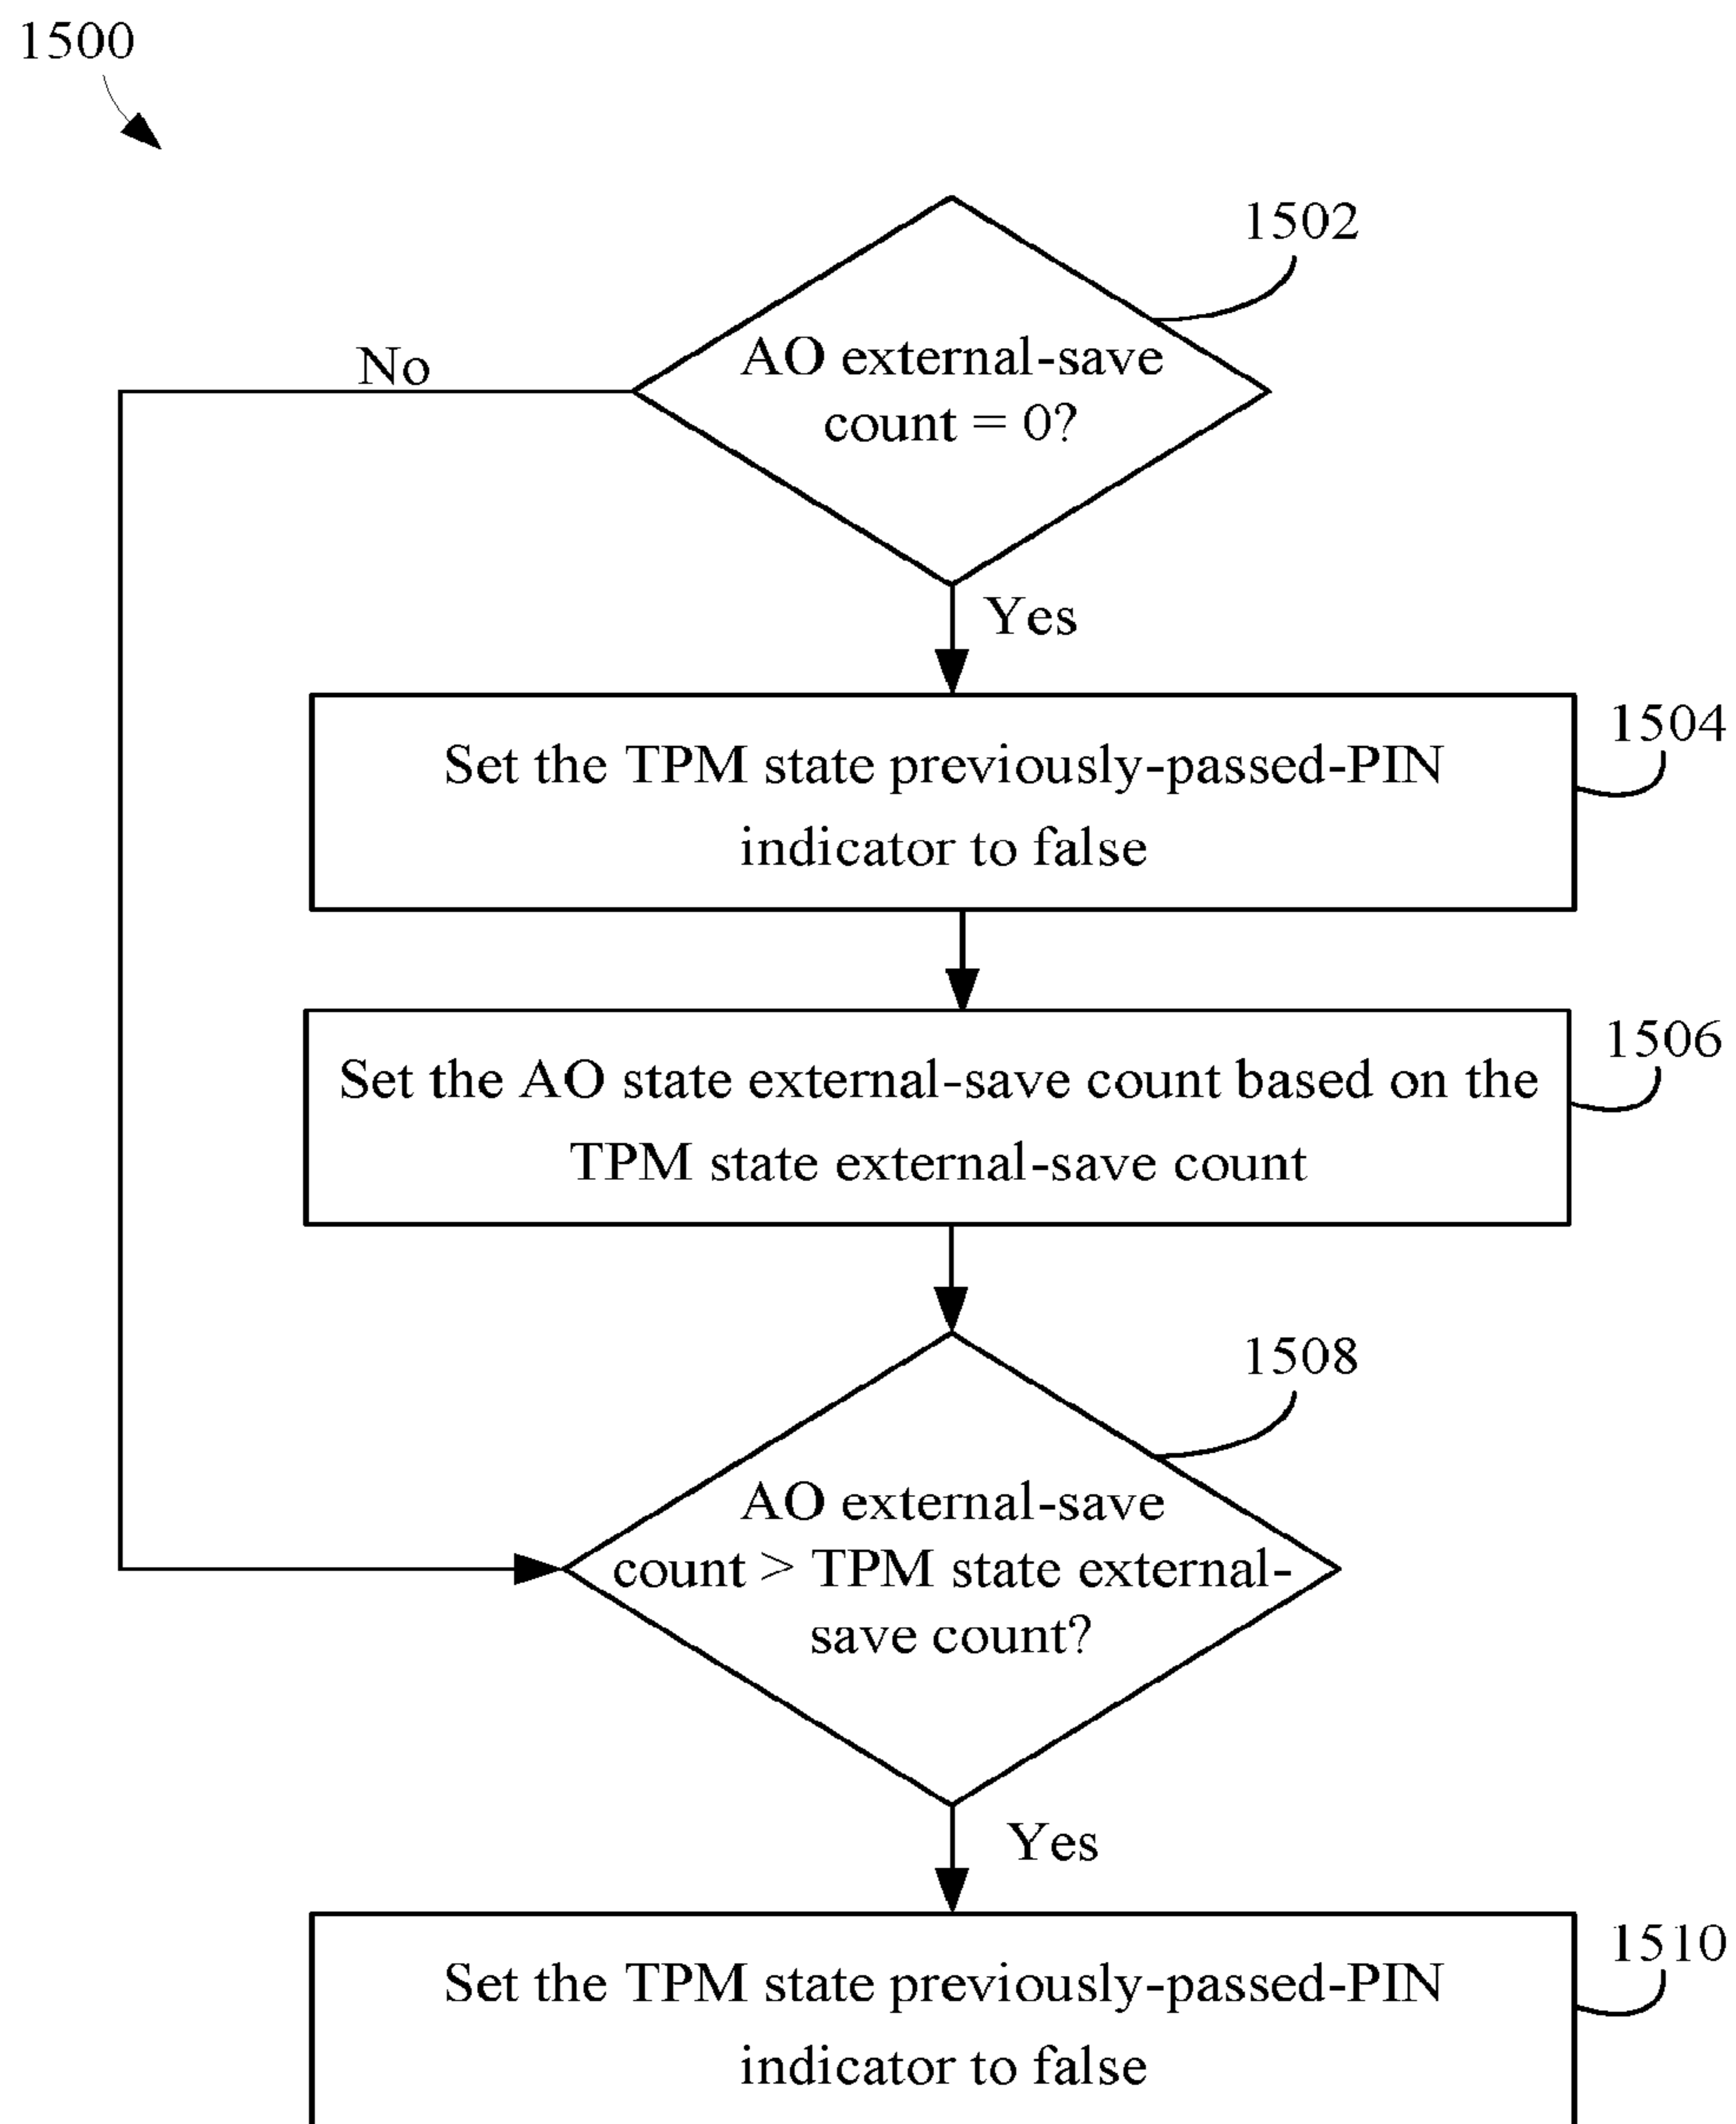 1500
1502
AO external-save
count = 0?
No
Yes
1504
Set the TPM state previously-passed-PIN
indicator to false
1506
Set the AO state external-save count based on the
TPM state external-save count
1508
AO external-save
count > TPM state external-
save count?
Yes
1510
Set the TPM state previously-passed-PIN
indicator to false